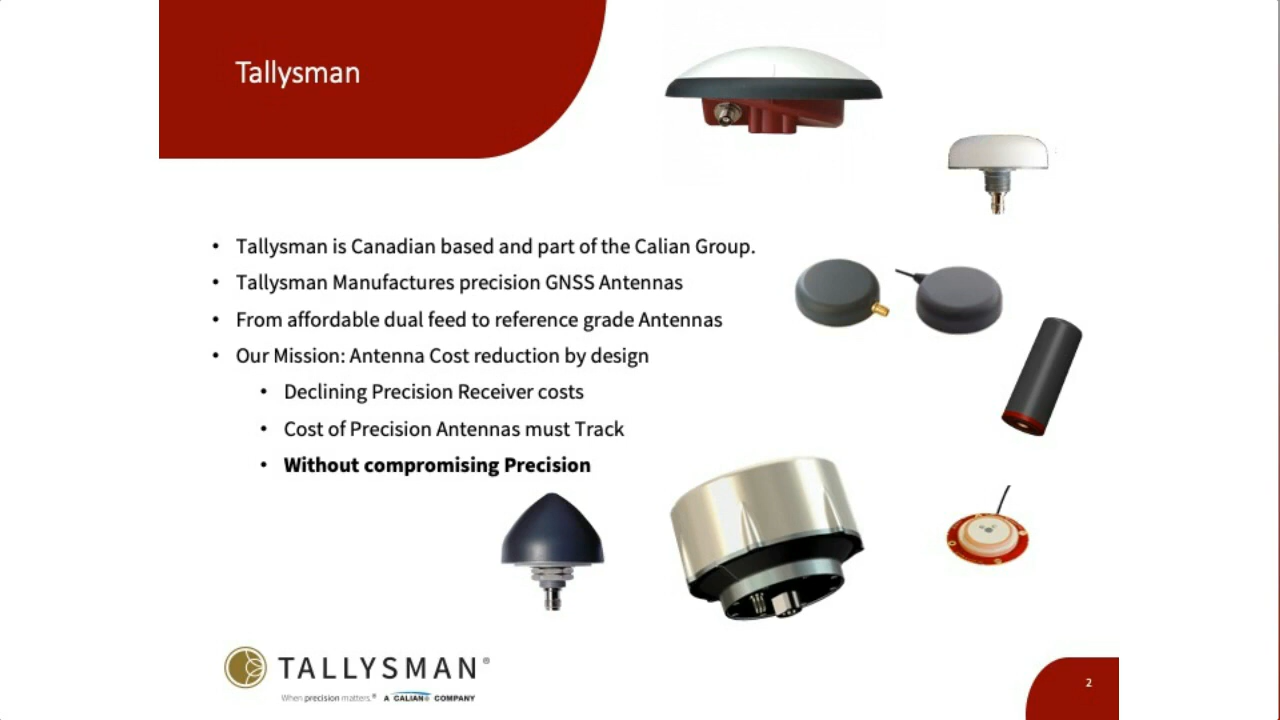 Tallysman
• Tallysman is Canadian based and part of the Calian Group.
• Tallysman Manufactures precision GNSS Antennas
• From affordable dual feed to reference grade Antennas
• Our Mission: Antenna Cost reduction by design
• Declining Precision Receiver costs
• Cost of Precision Antennas must Track
• Without compromising Precision
TALLYSMAN®
When precision matters.® A CALIAN® COMPANY
2